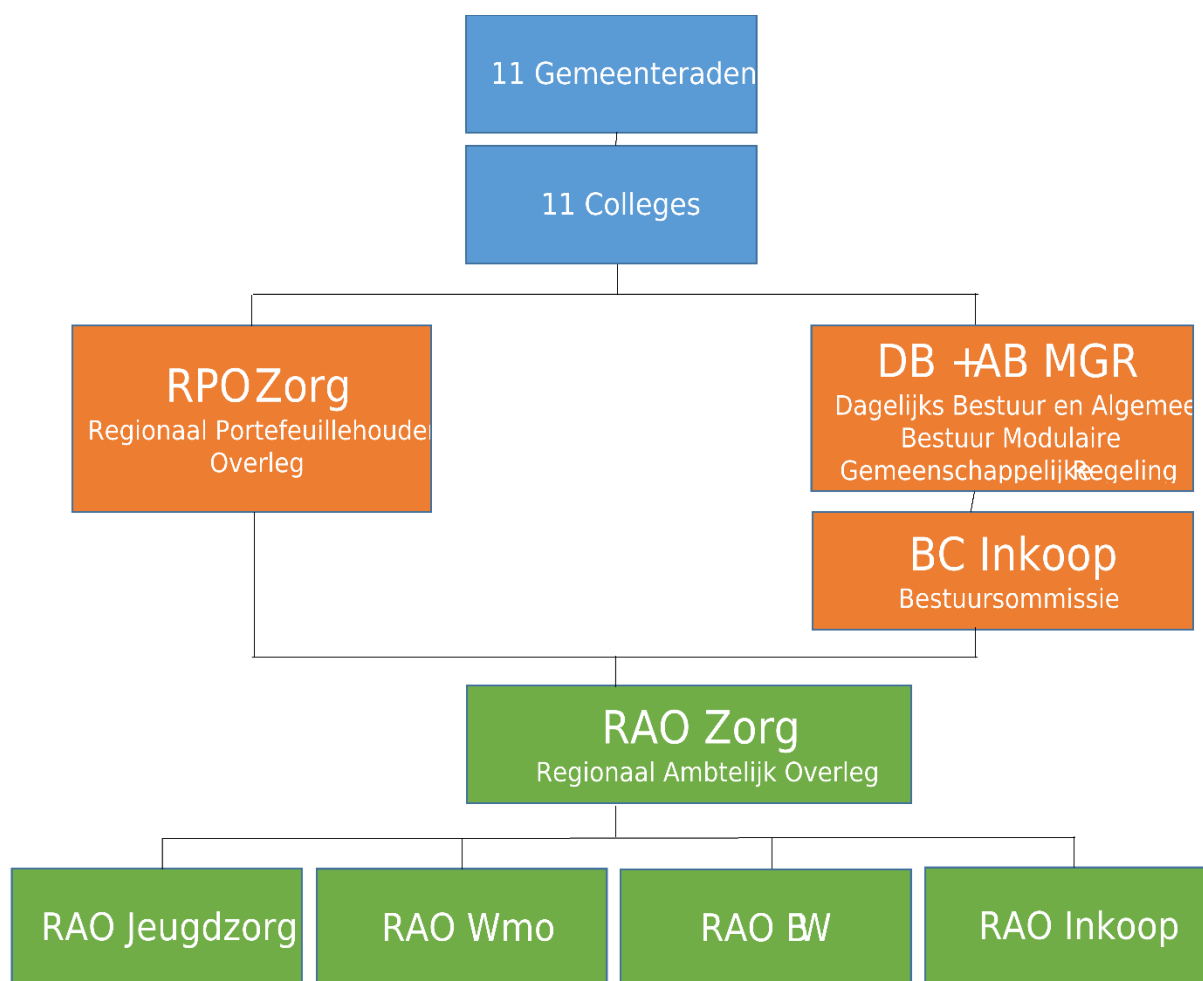 11 Gemeenteraden
11 Colleges
RPO Zorg
Regionaal Portefeuillehouder
Overleg
DB + AB MGR
Dagelijks Bestuur en Algemee
Bestuur Modulaire
Gemeenschappelijke Regeling
BC Inkoop
Bestuursommissie
RAO Zorg
Regionaal Ambtelijk Overleg
RAO Jeugdzorg
RAO Wmo
RAO BW
RAO Inkoop